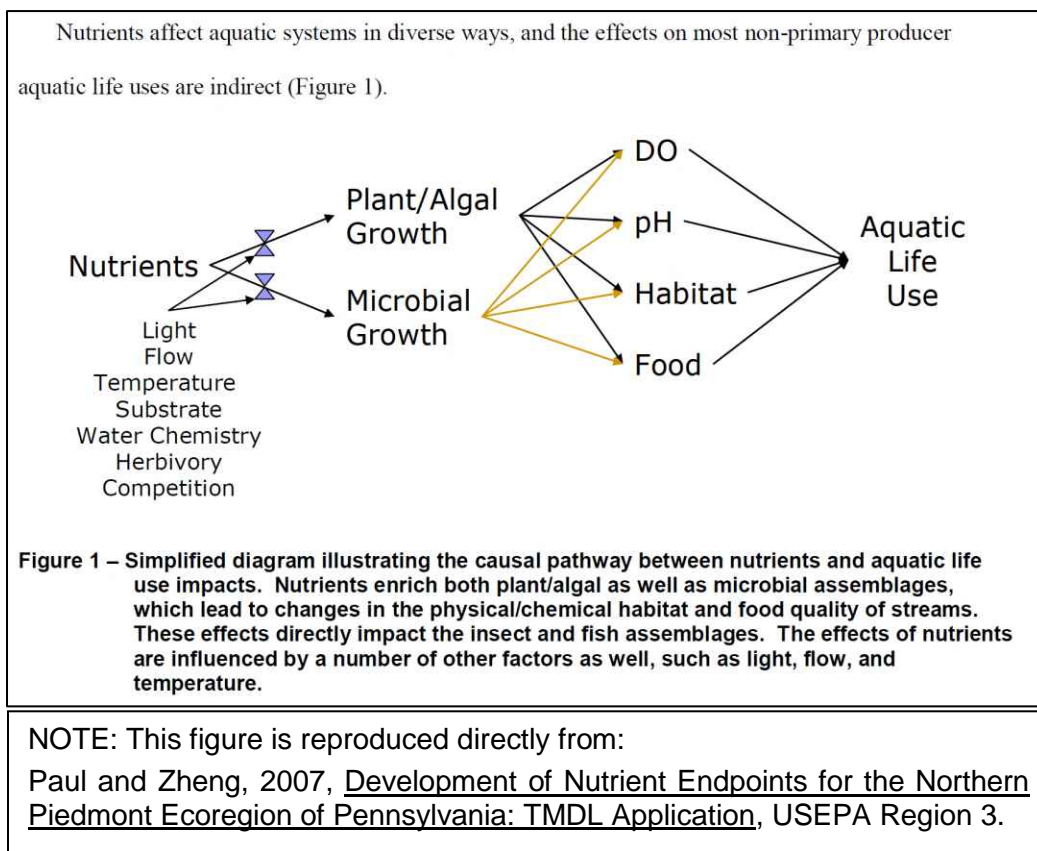 Nutrients affect aquatic systems in diverse ways, and the effects on most non-primary producer
aquatic life uses are indirect (Figure 1).
DO
Plant/Algal
Growth
pH
Aquatic
Life
Use
Nutrients
Habitat
Microbial
Growth
Food
Light
Flow
Temperature
Substrate
Water Chemistry
Herbivory
Competition
Figure 1 – Simplified diagram illustrating the causal pathway between nutrients and aquatic life
use impacts. Nutrients enrich both plant/algal as well as microbial assemblages,
which lead to changes in the physical/chemical habitat and food quality of streams.
These effects directly impact the insect and fish assemblages. The effects of nutrients
are influenced by a number of other factors as well, such as light, flow, and
temperature.
NOTE: This figure is reproduced directly from:
Paul and Zheng, 2007, Development of Nutrient Endpoints for the Northern
Piedmont Ecoregion of Pennsylvania: TMDL Application, USEPA Region 3.